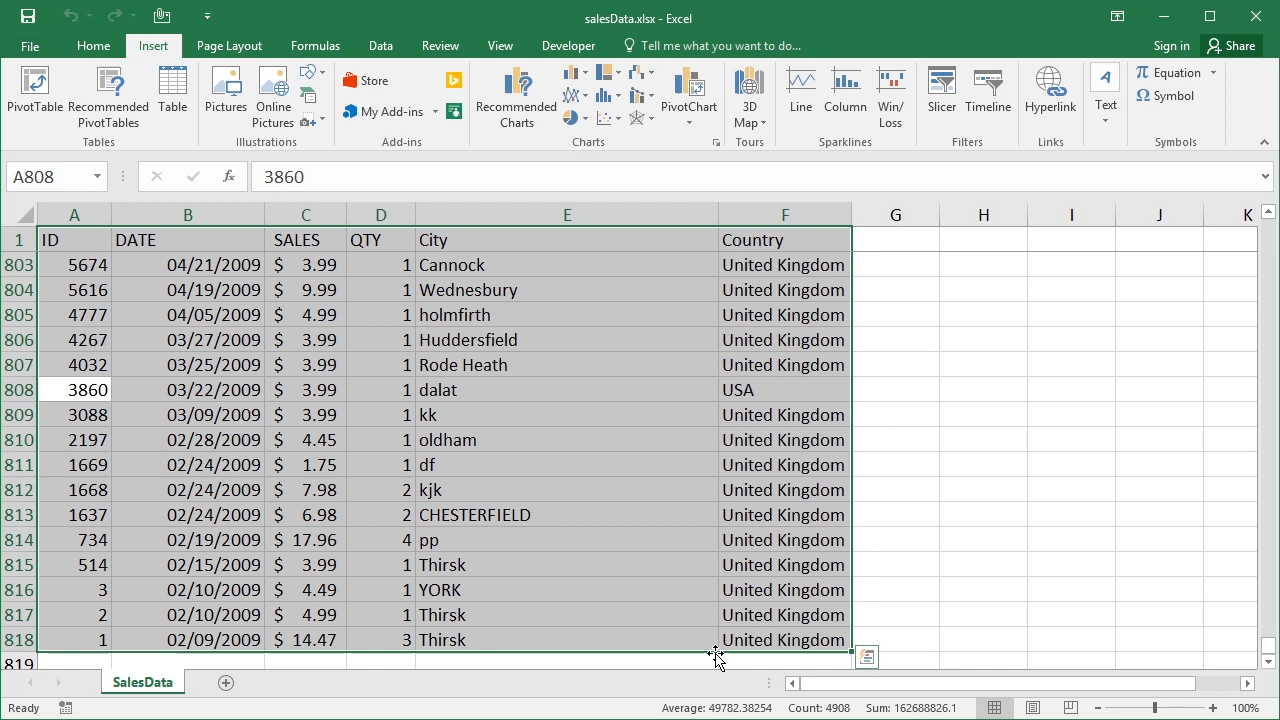 salesData.xlsx - Excel
File Home Insert Page Layout Formulas Data Review View Developer Tell me what you want to do... Sign in Share
PivotTable Recommended PivotTables Table
Pictures Online Pictures
Store
My Add-ins
Recommended Charts PivotChart
3D Map
Line Column Win/Loss
Slicer Timeline
Hyperlink
A
Text
π Equation
Ω Symbol
Tables Illustrations Add-ins Charts Tours Sparklines Filters Links Symbols
A808 fx 3860
A B C D E F G H I J K
1 ID DATE SALES QTY City Country
803 5674 04/21/2009 $ 3.99 1 Cannock United Kingdom
804 5616 04/19/2009 $ 9.99 1 Wednesbury United Kingdom
805 4777 04/05/2009 $ 4.99 1 holmfirth United Kingdom
806 4267 03/27/2009 $ 3.99 1 Huddersfield United Kingdom
807 4032 03/25/2009 $ 3.99 1 Rode Heath United Kingdom
808 3860 03/22/2009 $ 3.99 1 dalat USA
809 3088 03/09/2009 $ 3.99 1 kk United Kingdom
810 2197 02/28/2009 $ 4.45 1 oldham United Kingdom
811 1669 02/24/2009 $ 1.75 1 df United Kingdom
812 1668 02/24/2009 $ 7.98 2 kjk United Kingdom
813 1637 02/24/2009 $ 6.98 2 CHESTERFIELD United Kingdom
814 734 02/19/2009 $ 17.96 4 pp United Kingdom
815 514 02/15/2009 $ 3.99 1 Thirsk United Kingdom
816 3 02/10/2009 $ 4.49 1 YORK United Kingdom
817 2 02/10/2009 $ 4.99 1 Thirsk United Kingdom
818 1 02/09/2009 $ 14.47 3 Thirsk United Kingdom
819
SalesData
Ready Average: 49782.38254 Count: 4908 Sum: 162688826.1 100%